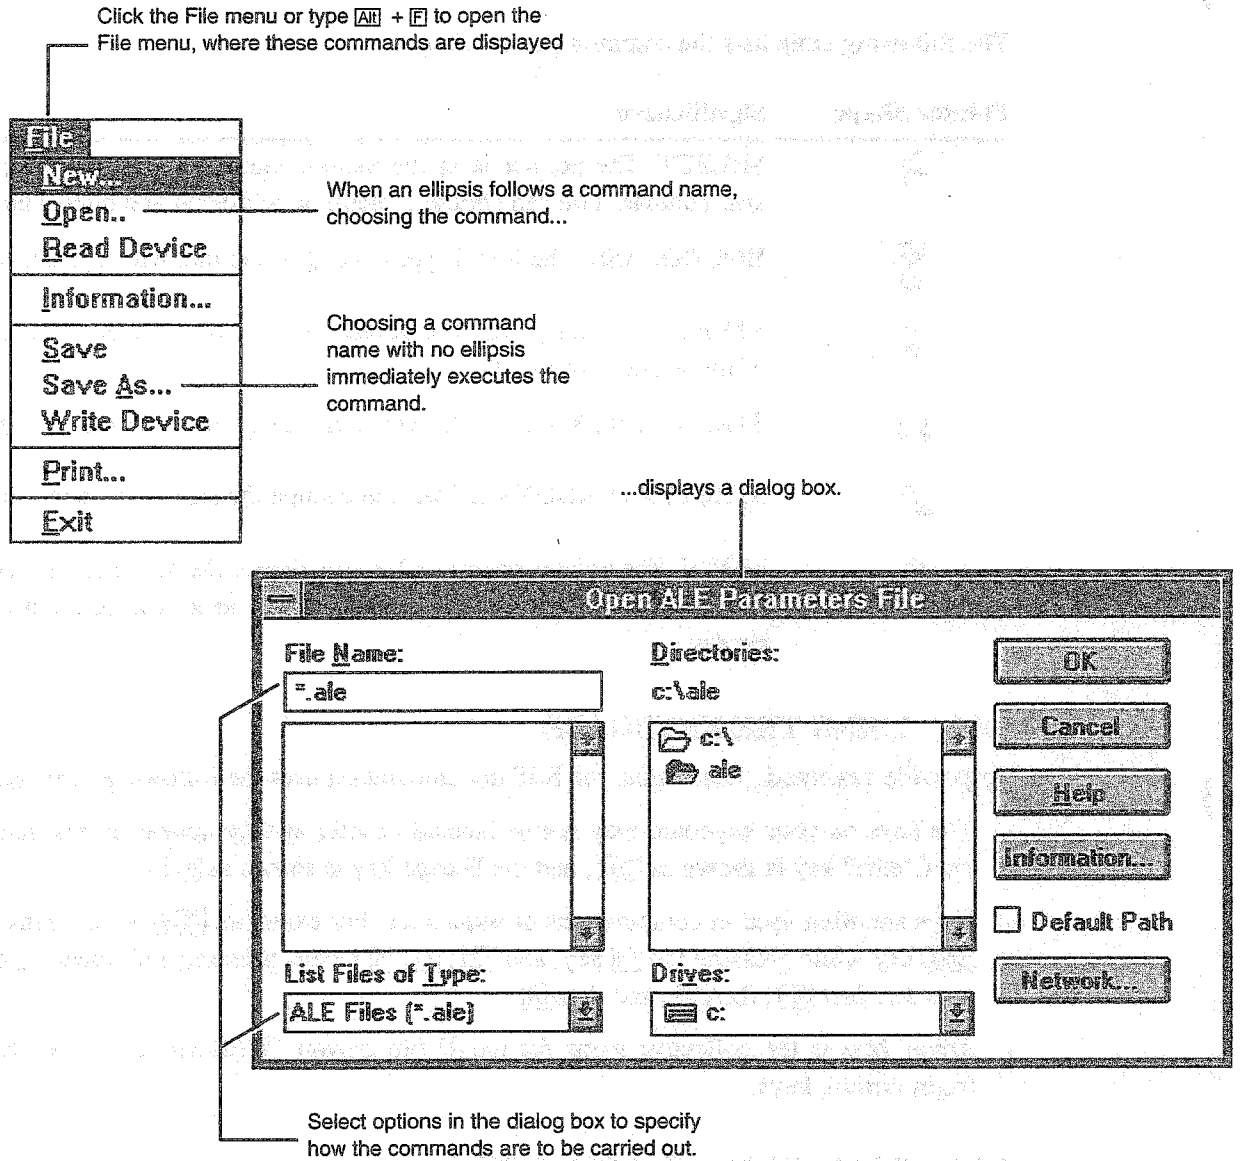 Click the File menu or type Alt + F to open the
File menu, where these commands are displayed
File
New...
Open..
Read Device
Information...
Save
Save As...
Write Device
Print...
Exit
When an ellipsis follows a command name,
choosing the command...
Choosing a command
name with no ellipsis
immediately executes the
command.
...displays a dialog box.
Open ALE Parameters File
File Name:
*.ale
List Files of Type:
ALE Files (*.ale)
Directories:
c:\ale
c:\
ale
Drives:
c:
OK
Cancel
Help
Information...
Default Path
Network...
Select options in the dialog box to specify
how the commands are to be carried out.